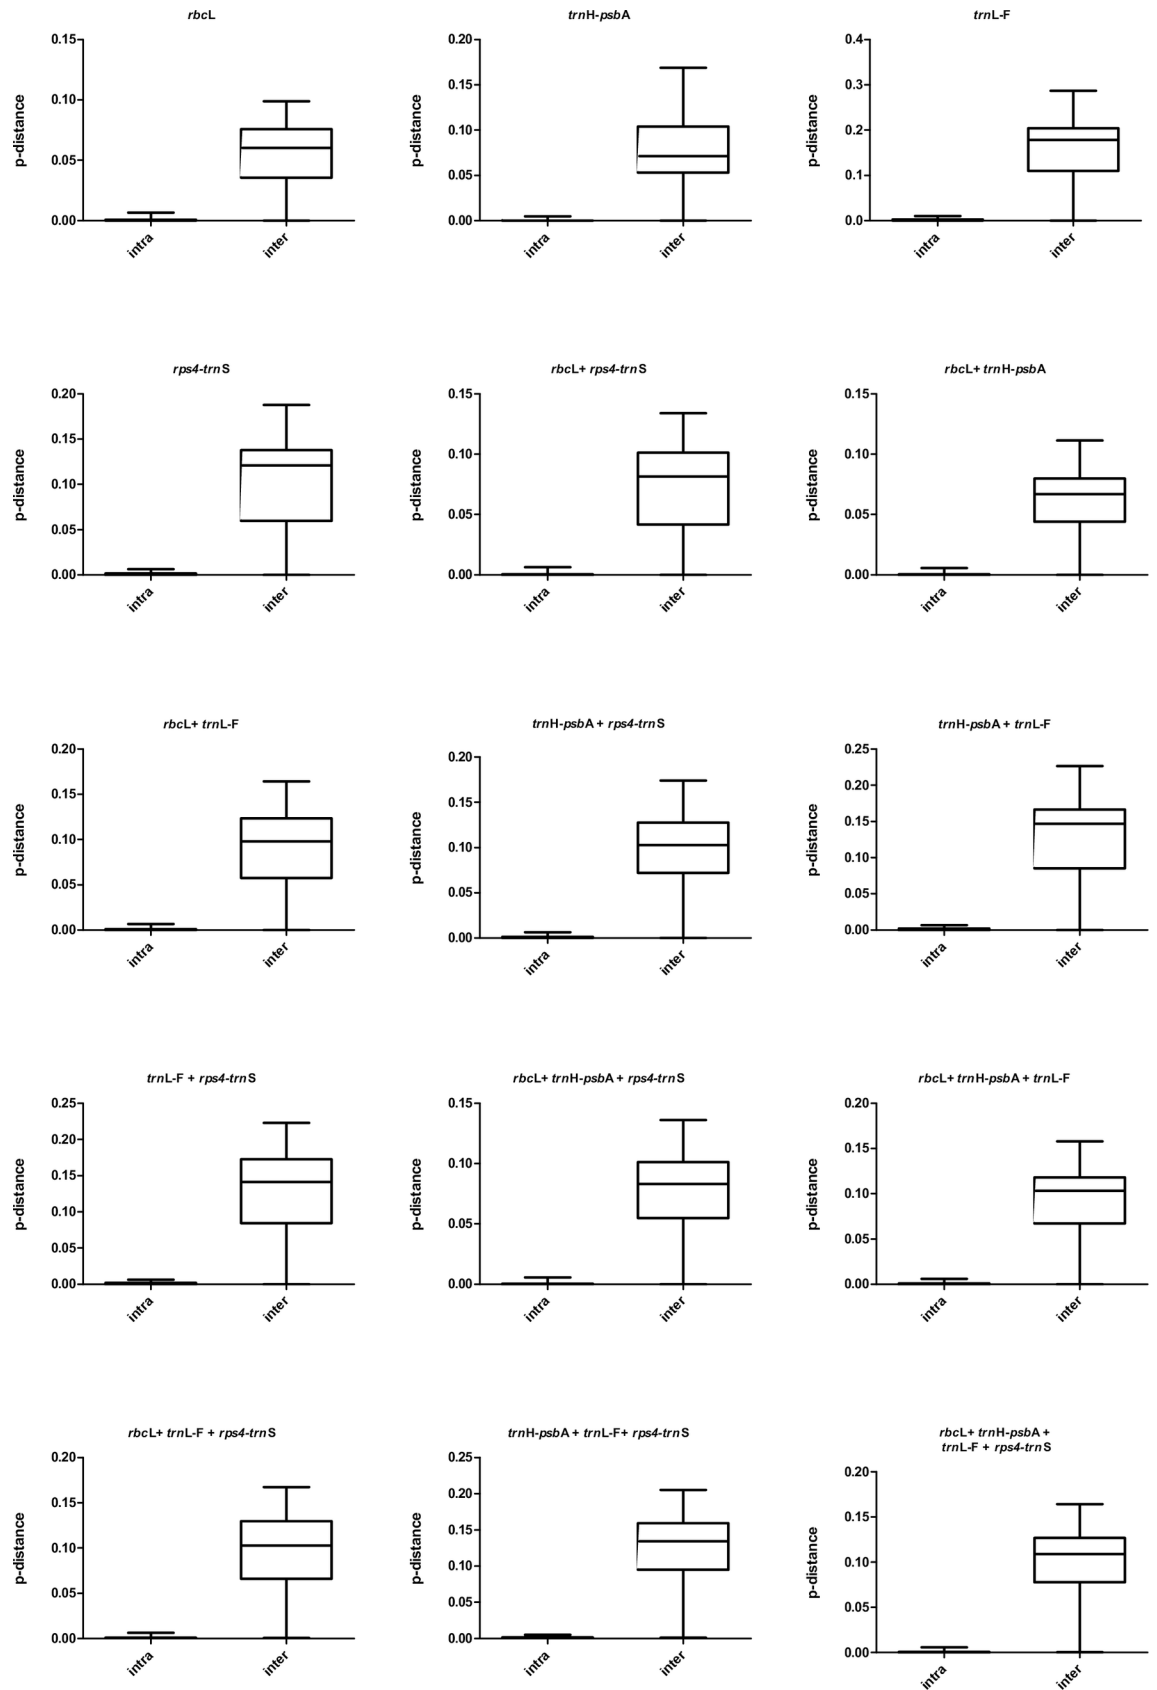 rbcL
0.15
0.10
0.05
0.00
p-distance
intra
inter
trnH-psbA
0.20
0.15
0.10
0.05
0.00
p-distance
intra
inter
trnL-F
0.4
0.3
0.2
0.1
0.0
p-distance
intra
inter
rps4-trnS
0.20
0.15
0.10
0.05
0.00
p-distance
intra
inter
rbcL+ rps4-trnS
0.15
0.10
0.05
0.00
p-distance
intra
inter
rbcL+ trnH-psbA
0.15
0.10
0.05
0.00
p-distance
intra
inter
rbcL+ trnL-F
0.20
0.15
0.10
0.05
0.00
p-distance
intra
inter
trnH-psbA + rps4-trnS
0.20
0.15
0.10
0.05
0.00
p-distance
intra
inter
trnH-psbA + trnL-F
0.25
0.20
0.15
0.10
0.05
0.00
p-distance
intra
inter
trnL-F + rps4-trnS
0.25
0.20
0.15
0.10
0.05
0.00
p-distance
intra
inter
rbcL+ trnH-psbA + rps4-trnS
0.15
0.10
0.05
0.00
p-distance
intra
inter
rbcL+ trnH-psbA + trnL-F
0.20
0.15
0.10
0.05
0.00
p-distance
intra
inter
rbcL+ trnL-F + rps4-trnS
0.20
0.15
0.10
0.05
0.00
p-distance
intra
inter
trnH-psbA + trnL-F+ rps4-trnS
0.25
0.20
0.15
0.10
0.05
0.00
p-distance
intra
inter
rbcL+ trnH-psbA +
trnL-F + rps4-trnS
0.20
0.15
0.10
0.05
0.00
p-distance
intra
inter